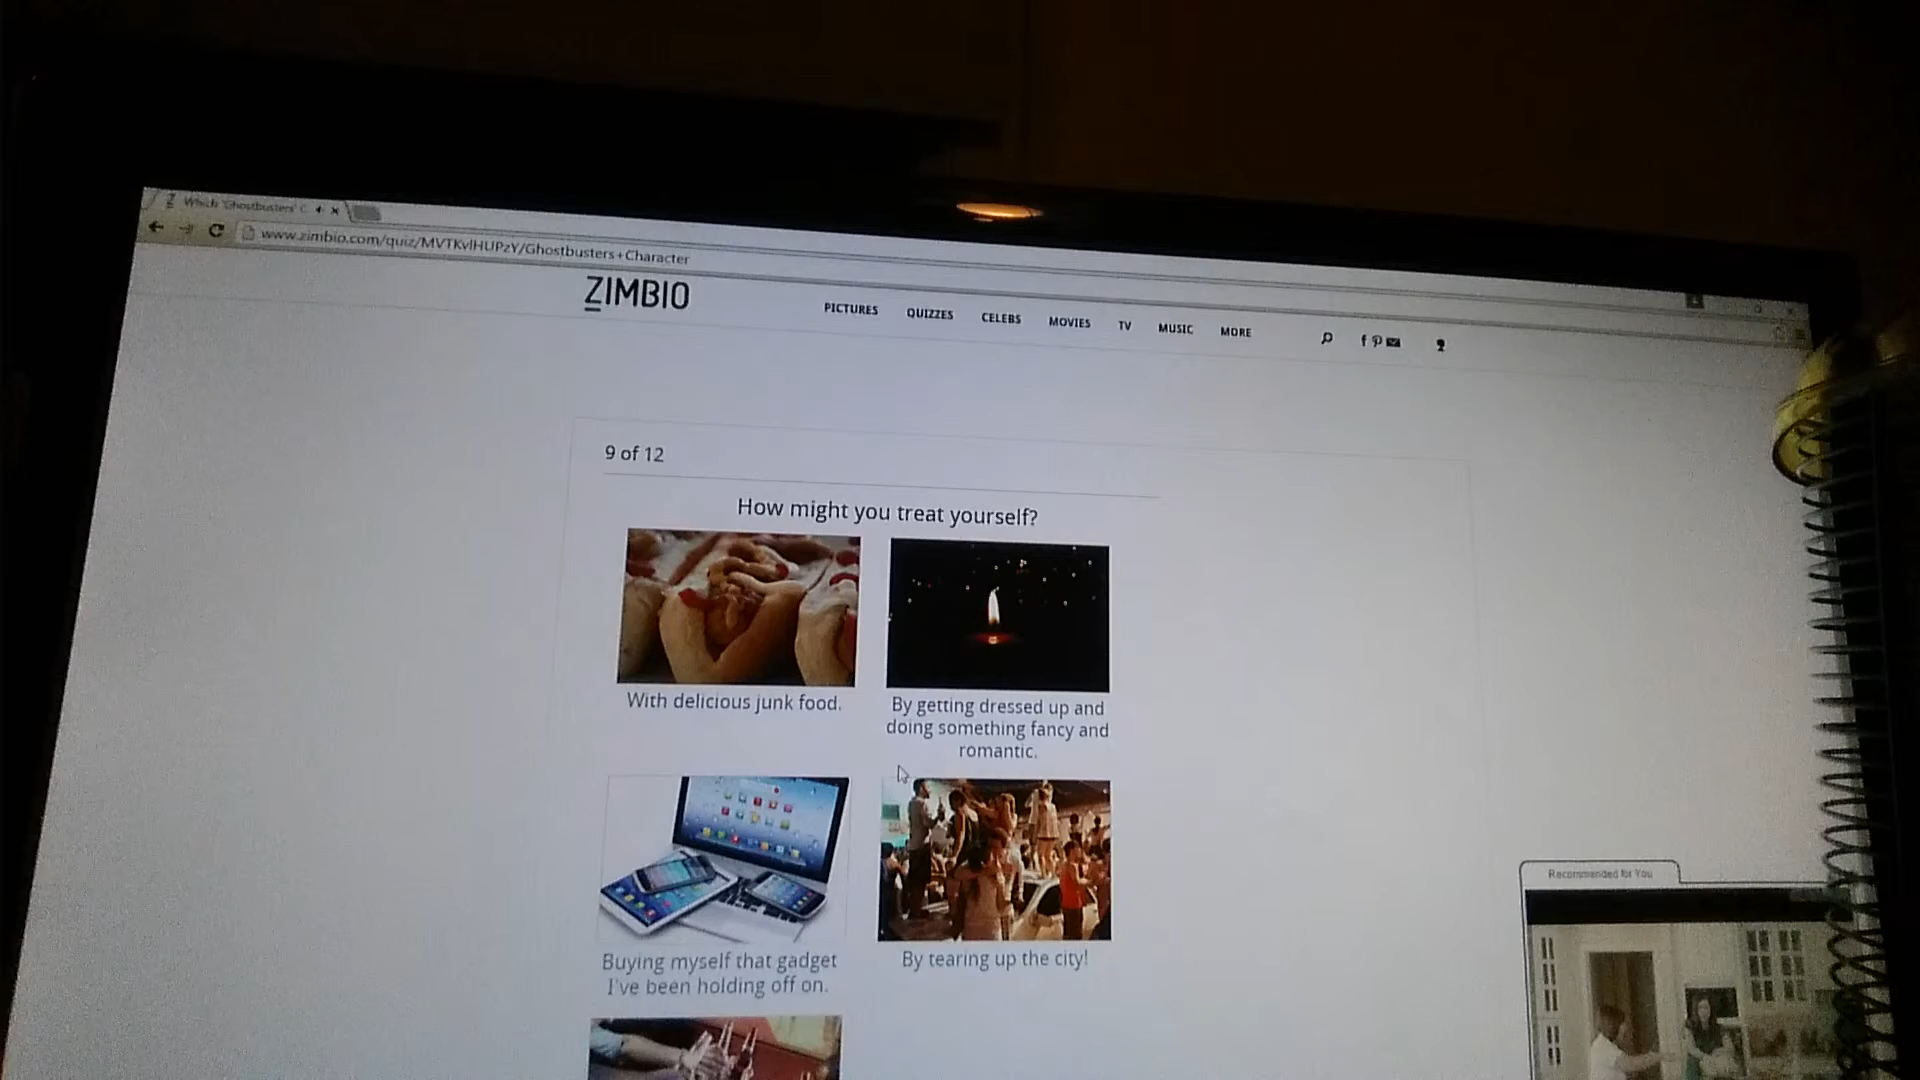 Which 'Ghostbusters' C
www.zimbio.com/quiz/MVTKvlHUPzY/Ghostbusters+Character
ZIMBIO
PICTURES QUIZZES CELEBS MOVIES TV MUSIC MORE
9 of 12
How might you treat yourself?
With delicious junk food.
By getting dressed up and
doing something fancy and
romantic.
Buying myself that gadget
I've been holding off on.
By tearing up the city!
Recommended for You